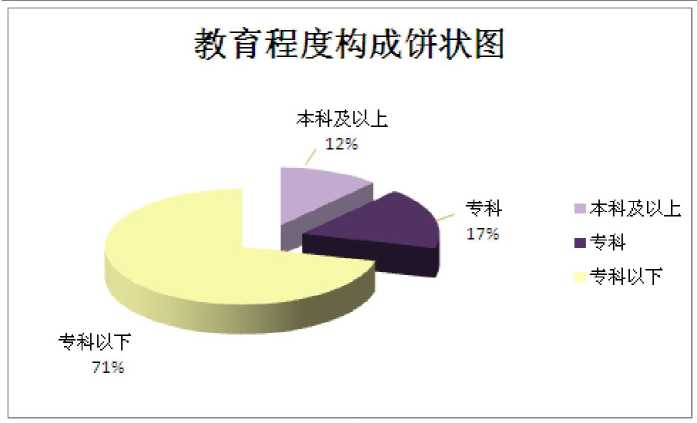 教育程度构成饼状图
本科及以上
12%
专科
17%
专科以下
71%
本科及以上
专科
专科以下